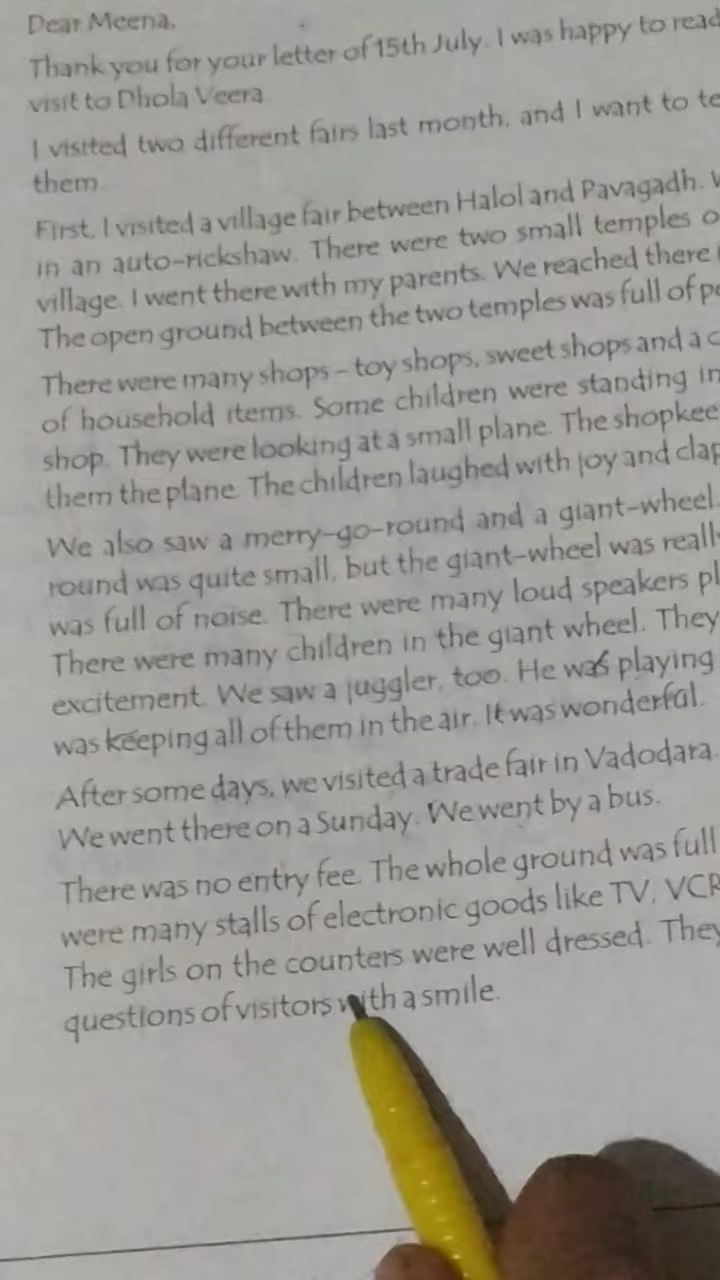 Dear Meena,
Thank you for your letter of 15th July. I was happy to read
visit to Dhola Veera
I visited two different fairs last month, and I want to
them.
First, I visited a village fair between Halol and Pavagadh.
in an auto-rickshaw. There were two small temples
village. I went there with my parents. We reached there
The open ground between the two temples was full of
There were many shops – toy shops, sweet shops and a
of household items. Some children were standing in
shop. They were looking at a small plane. The
them the plane. The children laughed with joy and
We also saw a merry-go-round and a giant-wheel.
round was quite small, but the giant-wheel was
was full of noise. There were many loud speakers
There were many children in the giant wheel. They
excitement. We saw a juggler, too. He was playing
was keeping all of them in the air. It was wonderful.
After some days, we visited a trade fair in Vadodara.
We went there on a Sunday. We went by a bus.
There was no entry fee. The whole ground was full
were many stalls of electronic goods like TV, VCR
The girls on the counters were well dressed. They
questions of visitors with a smile.